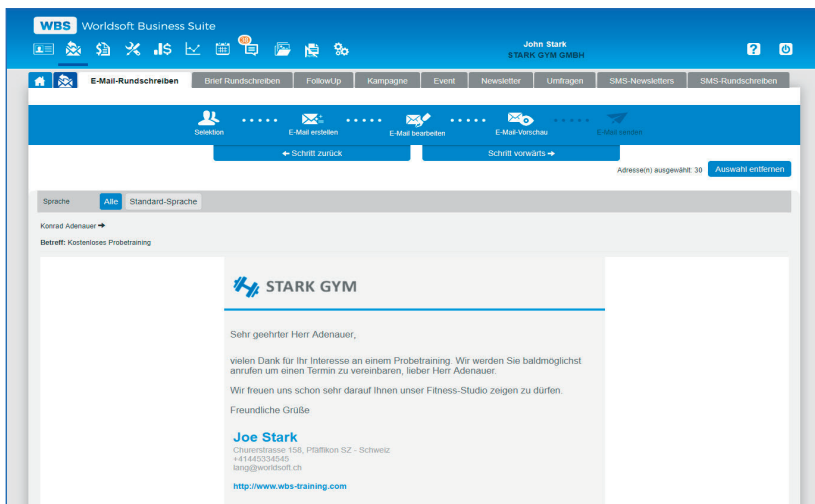 WBS Worldsoft Business Suite
John Stark
STARK GYM GMBH
E-Mail-Rundschreiben Brief Rundschreiben FollowUp Kampagne Event Newsletter Umfragen SMS-Newsletters SMS-Rundschreiben
Selektion E-Mail erstellen E-Mail bearbeiten E-Mail-Vorschau E-Mail senden
← Schritt zurück Schritt vorwärts →
Adresse(n) ausgewählt: 30 Auswahl entfernen
Sprache Alle Standard-Sprache
Konrad Adenauer →
Betreff: Kostenloses Probetraining
STARK GYM
Sehr geehrter Herr Adenauer,
vielen Dank für Ihr Interesse an einem Probetraining. Wir werden Sie baldmöglichst
anrufen um einen Termin zu vereinbaren, lieber Herr Adenauer.
Wir freuen uns schon sehr darauf Ihnen unser Fitness-Studio zeigen zu dürfen.
Freundliche Grüße
Joe Stark
Churerstrasse 158, Pfäffikon SZ - Schweiz
+41445334545
lang@worldsoft.ch
http://www.wbs-training.com